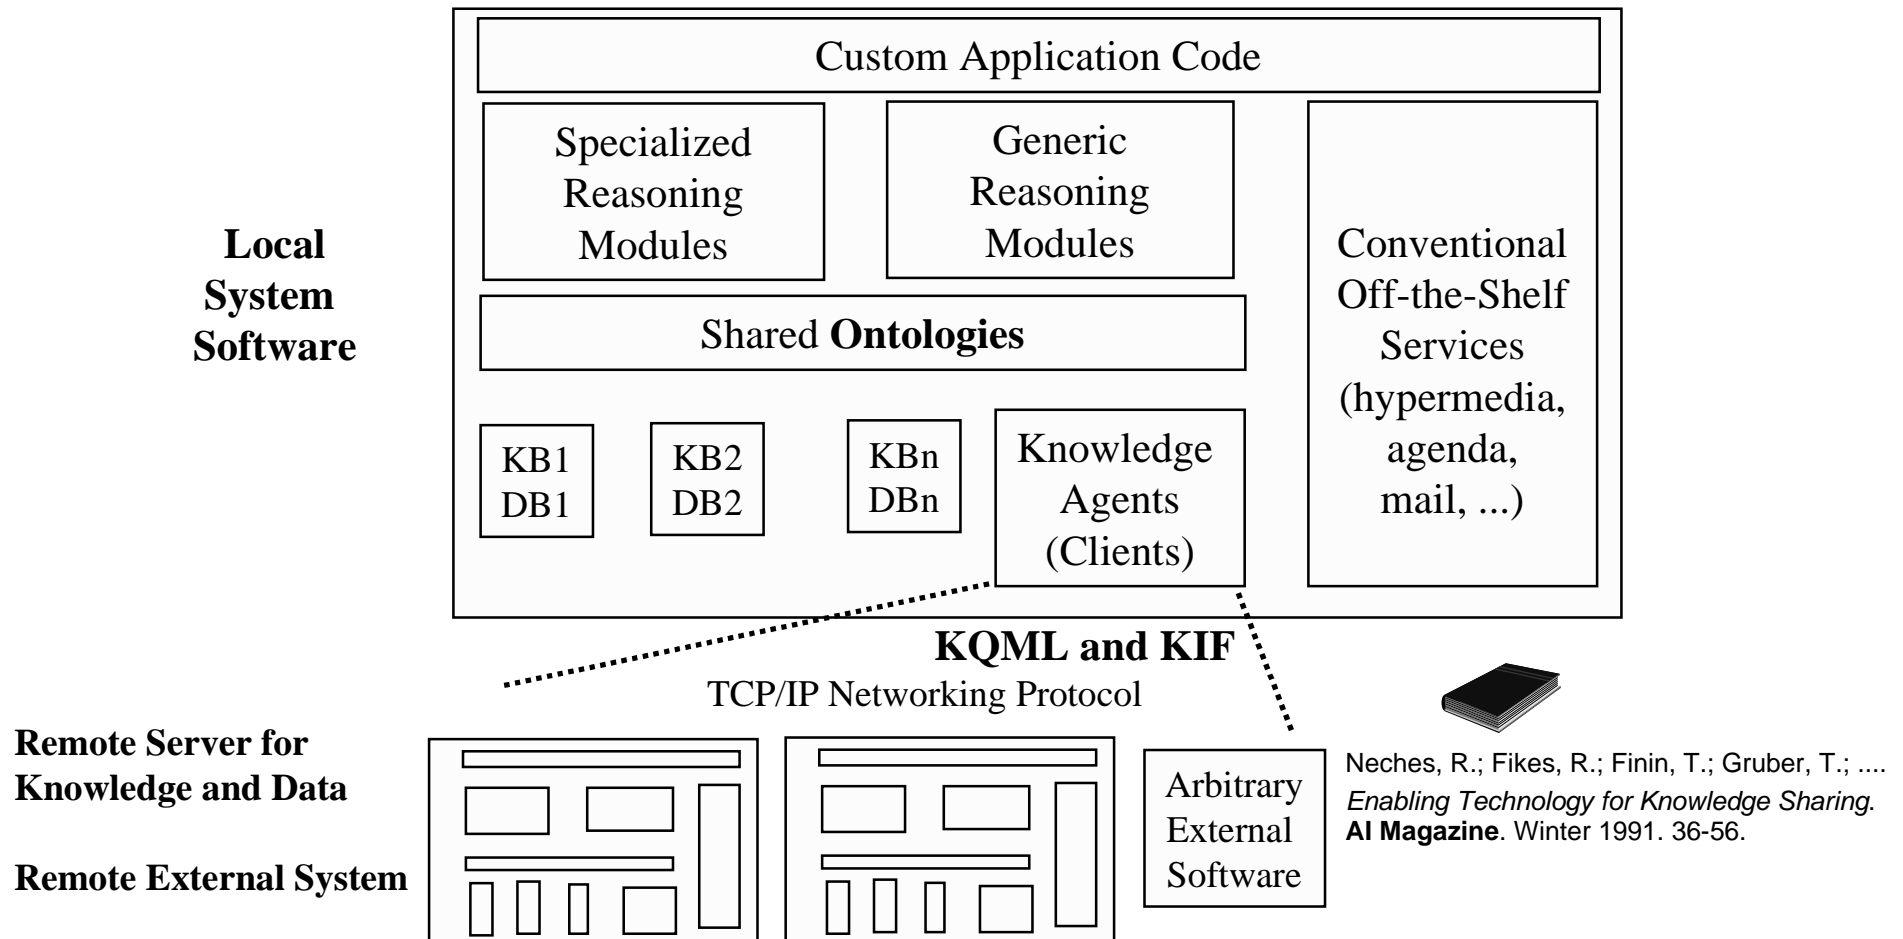 Custom Application Code
Specialized
Reasoning
Modules
Generic
Reasoning
Modules
Conventional
Off-the-Shelf
Services
(hypermedia,
agenda,
mail, ...)
Local
System
Software
Shared Ontologies
KB1
DB1
KB2
DB2
KBn
DBn
Knowledge
Agents
(Clients)
KQML and KIF
TCP/IP Networking Protocol
Remote Server for
Knowledge and Data
Remote External System
Arbitrary
External
Software
Neches, R.; Fikes, R.; Finin, T.; Gruber, T.; ....
Enabling Technology for Knowledge Sharing.
AI Magazine. Winter 1991. 36-56.